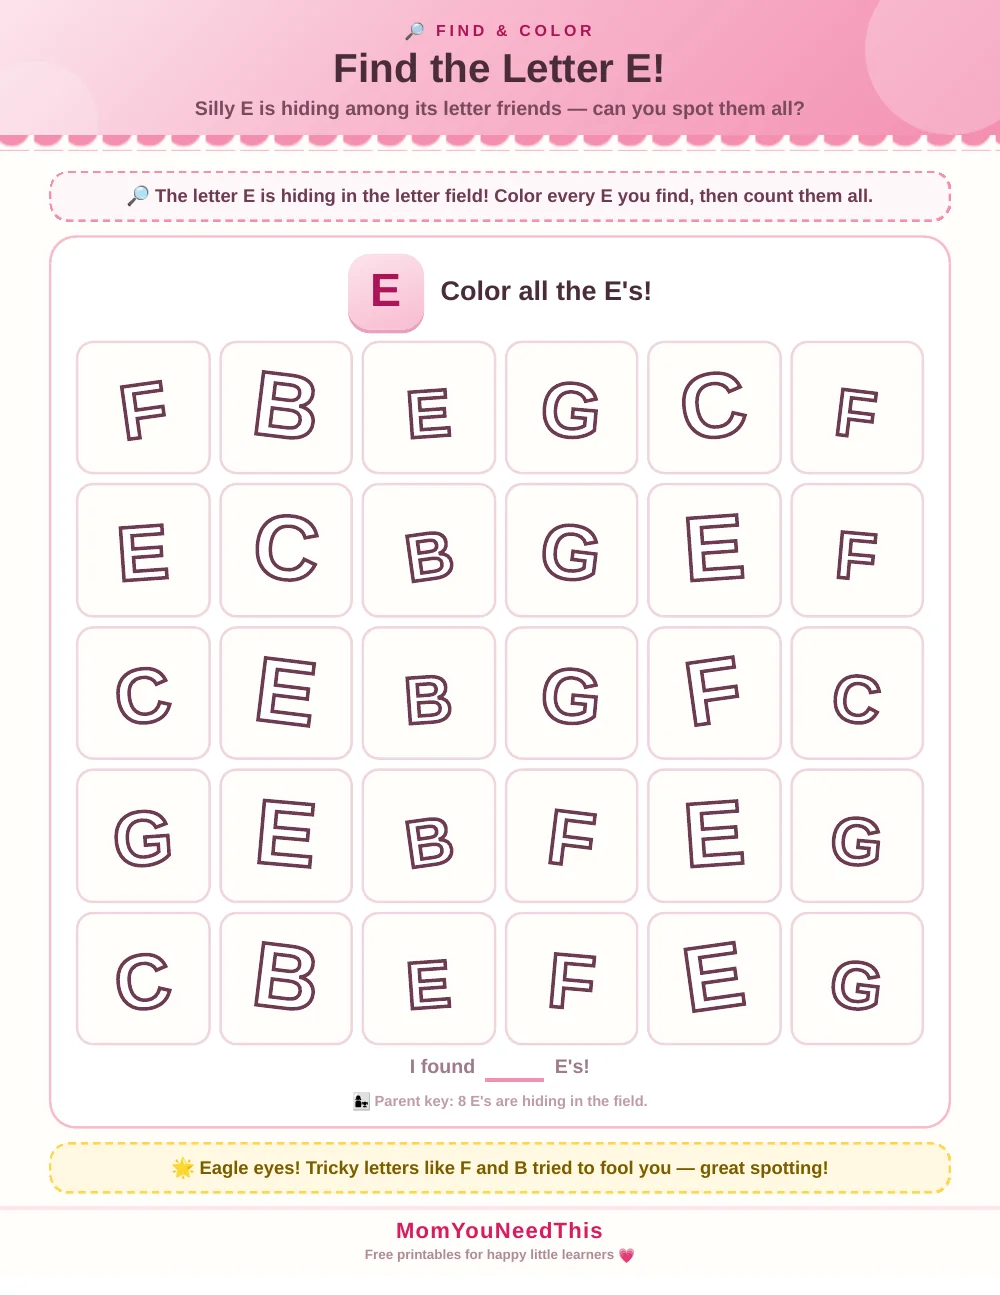 🔎 FIND & COLOR
Find the Letter E!
Silly E is hiding among its letter friends — can you spot them all?
🔎 The letter E is hiding in the letter field! Color every E you find, then count them all.
E Color all the E's!
F B E G C F
E C B G E F
C E B G F C
G E B F E G
C B E F E G
I found ____ E's!
Parent key: 8 E's are hiding in the field.
🌟 Eagle eyes! Tricky letters like F and B tried to fool you — great spotting!
MomYouNeedThis
Free printables for happy little learners 💗